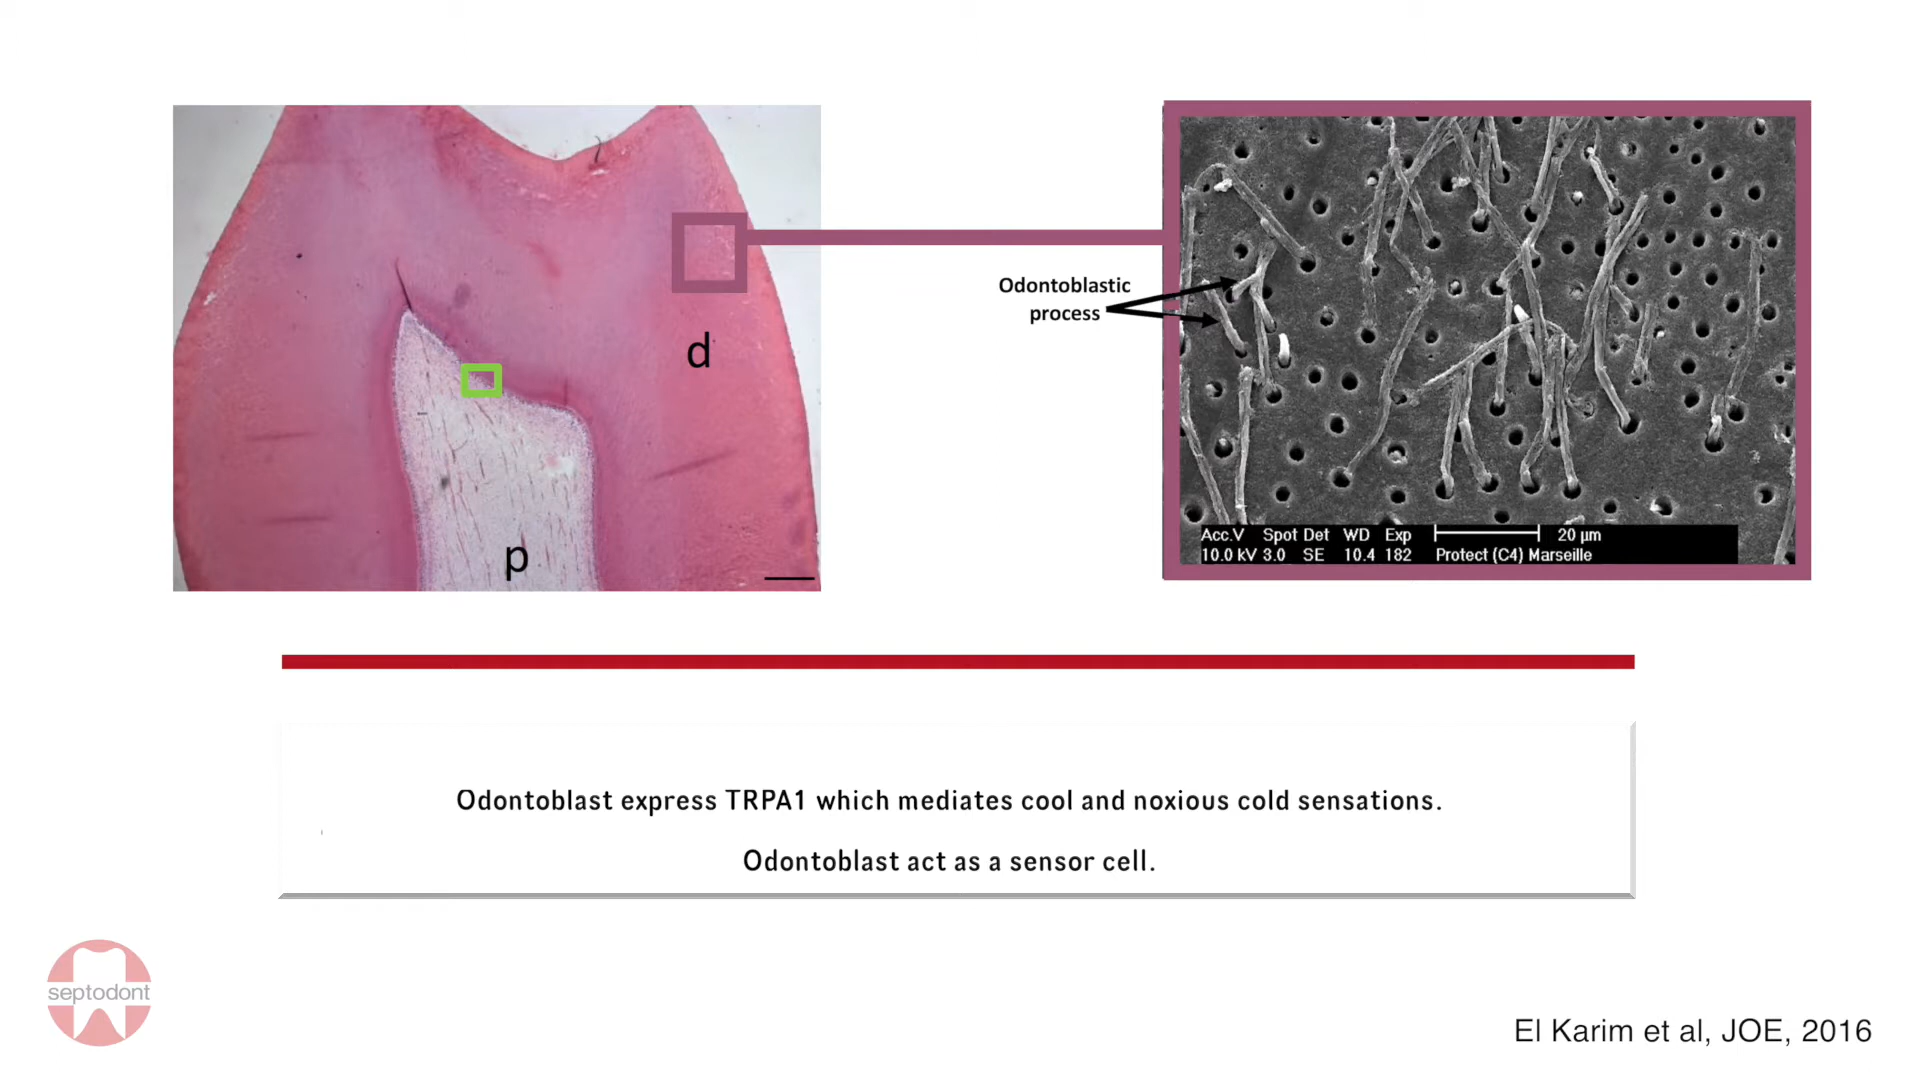 d
p
Odontoblastic
process
Acc.V Spot Det WD Exp 20 µm
10.0 kV 3.0 SE 10.4 182 Protect (C4) Marseille
Odontoblast express TRPA1 which mediates cool and noxious cold sensations.
Odontoblast act as a sensor cell.
septodont
El Karim et al, JOE, 2016